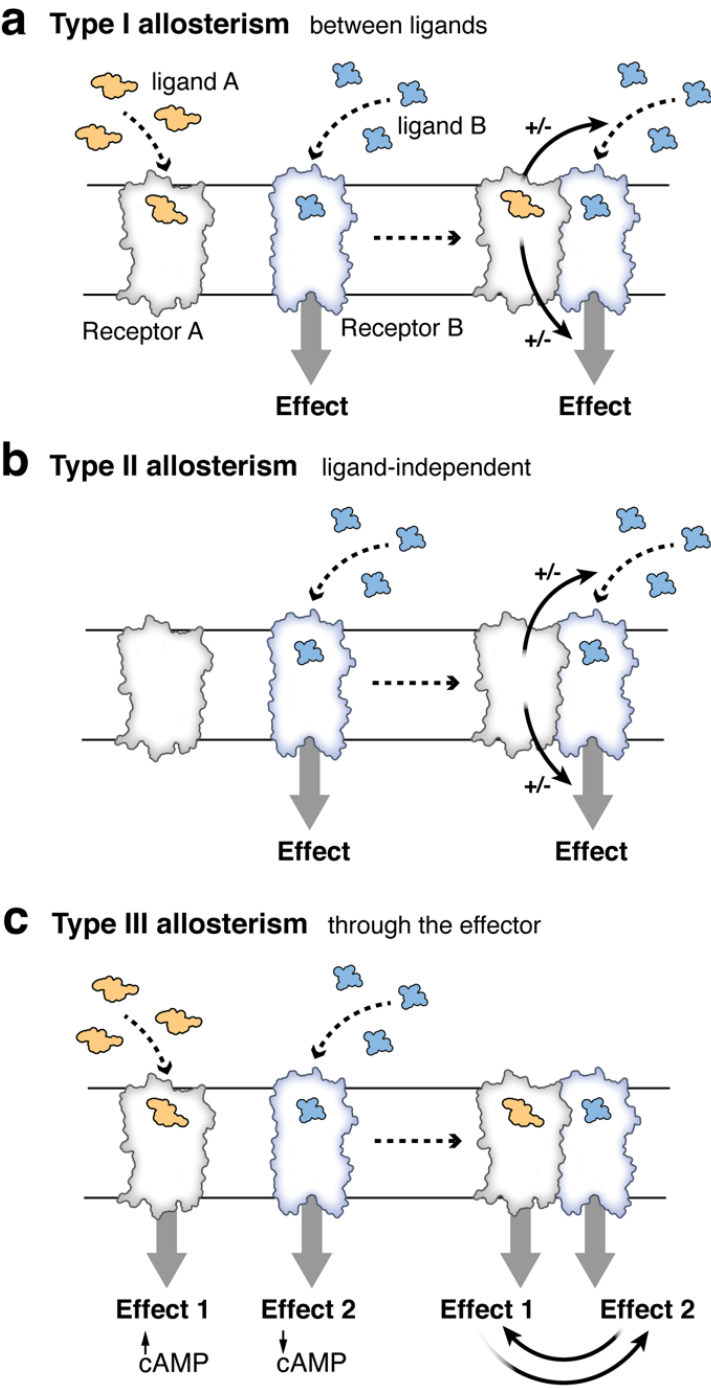 a Type I allosterism between ligands
ligand A
ligand B
+/-
Receptor A
Receptor B
+/-
Effect
Effect
b Type II allosterism ligand-independent
+/-
+/-
Effect
Effect
c Type III allosterism through the effector
Effect 1
Effect 2
Effect 1
Effect 2
cAMP
cAMP